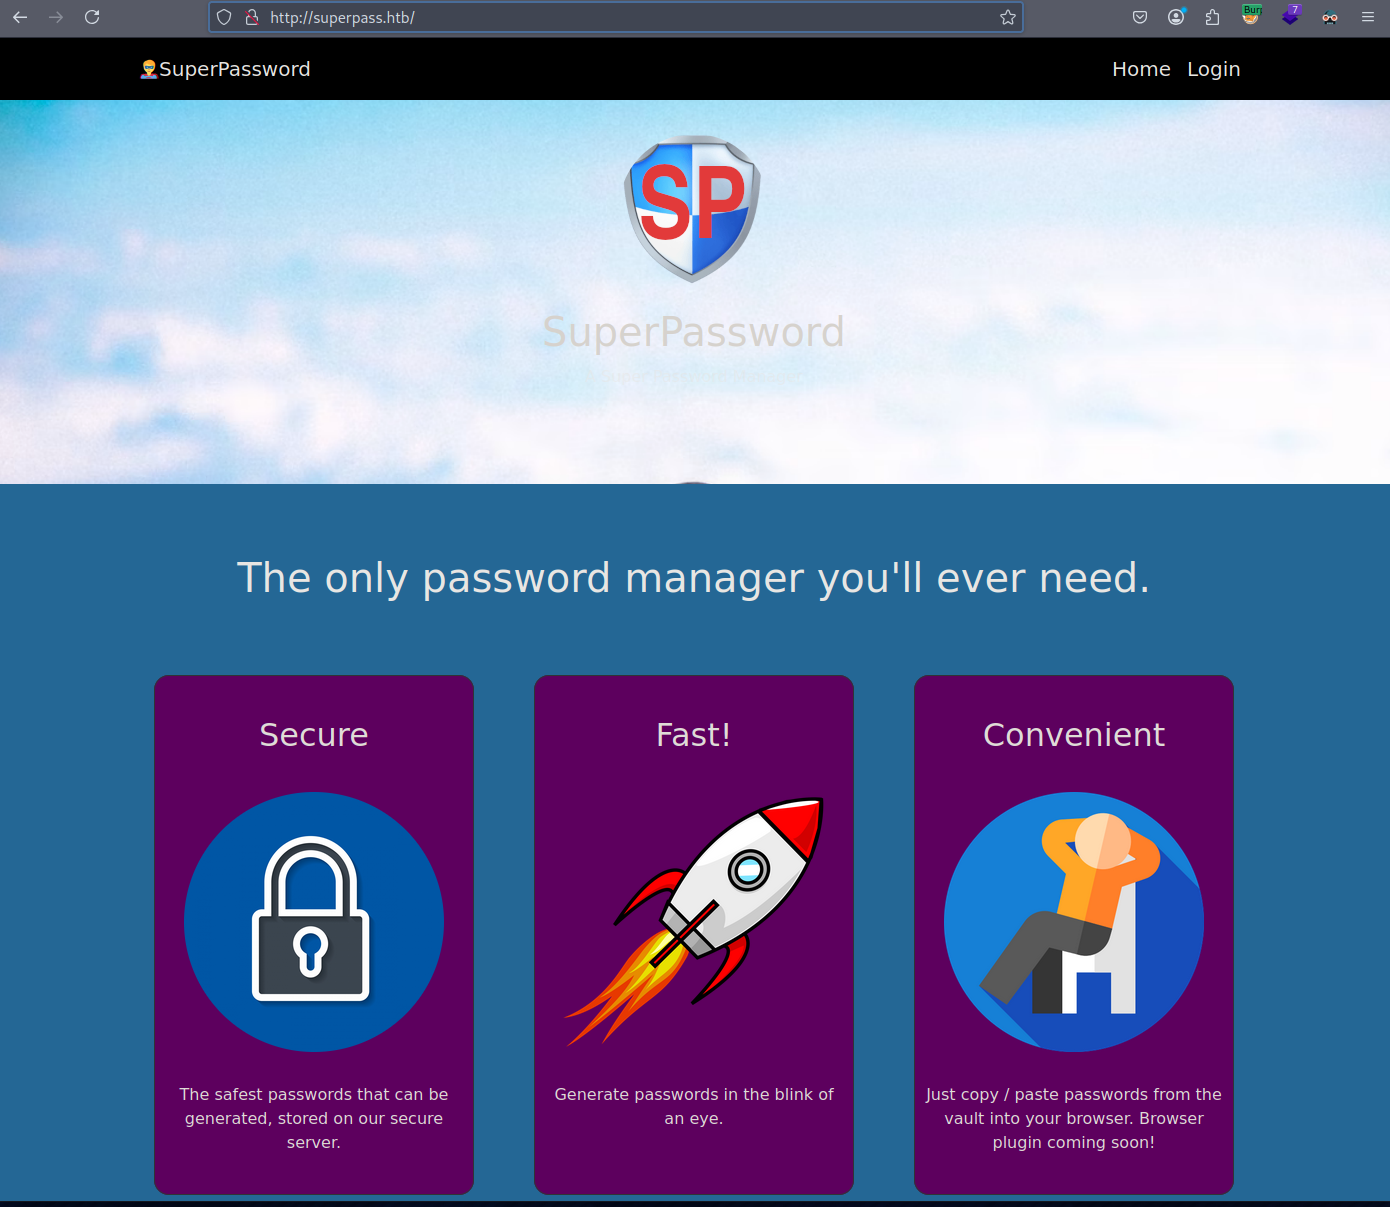 http://superpass.htb/
Bur
7
SuperPassword
Home Login
SP
SuperPassword
The only password manager you'll ever need.
Secure
Fast!
Convenient
The safest passwords that can be
generated, stored on our secure
server.
Generate passwords in the blink of
an eye.
Just copy / paste passwords from the
vault into your browser. Browser
plugin coming soon!